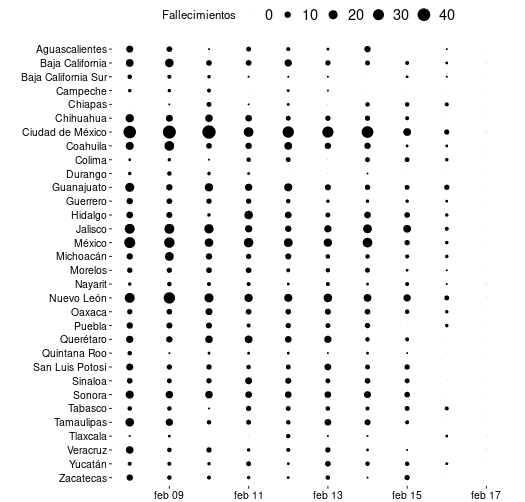 Fallecimientos 0 10 20 30 40
Aguascalientes
Baja California
Baja California Sur
Campeche
Chiapas
Chihuahua
Ciudad de México
Coahuila
Colima
Durango
Guanajuato
Guerrero
Hidalgo
Jalisco
México
Michoacán
Morelos
Nayarit
Nuevo León
Oaxaca
Puebla
Querétaro
Quintana Roo
San Luis Potosí
Sinaloa
Sonora
Tabasco
Tamaulipas
Tlaxcala
Veracruz
Yucatán
Zacatecas
feb 09 feb 11 feb 13 feb 15 feb 17